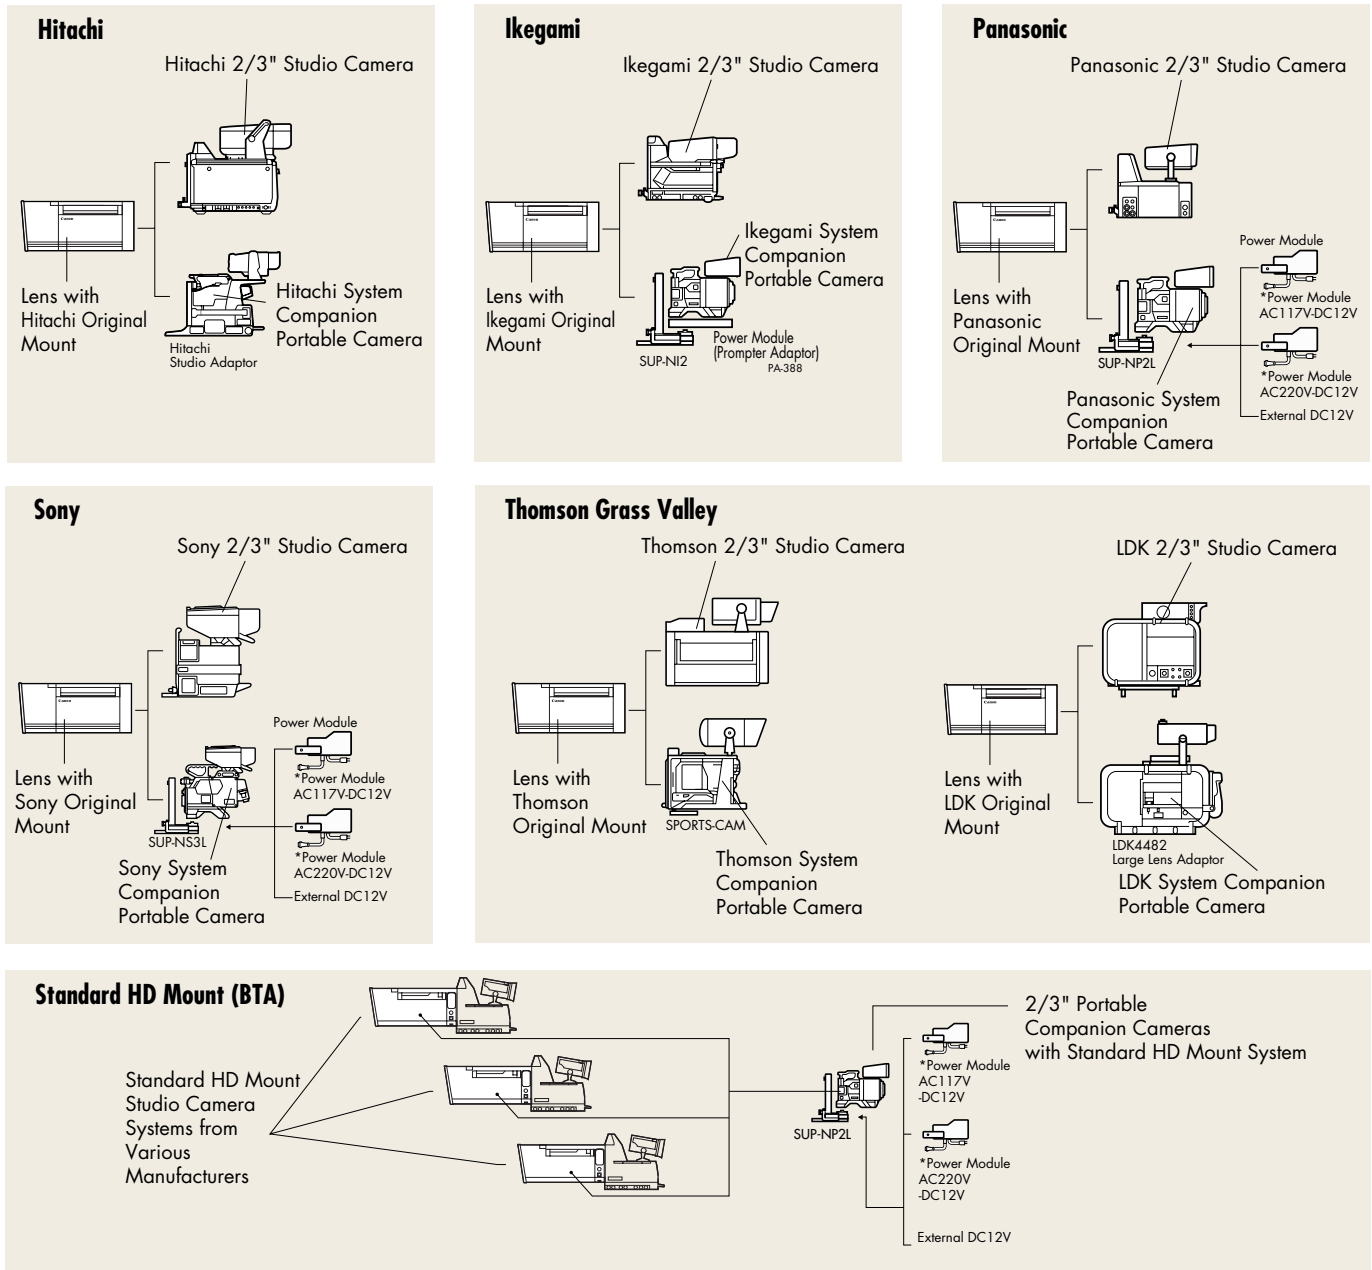 Hitachi
Hitachi 2/3" Studio Camera
Canon
Lens with
Hitachi Original
Mount
Hitachi System
Companion
Portable Camera
Hitachi
Studio Adaptor
Ikegami
Ikegami 2/3" Studio Camera
Canon
Lens with
Ikegami Original
Mount
Ikegami System
Companion
Portable Camera
SUP-NI2
Power Module
(Prompter Adaptor)
PA-388
Panasonic
Panasonic 2/3" Studio Camera
Canon
Lens with
Panasonic
Original Mount
Power Module
*Power Module
AC117V-DC12V
*Power Module
AC220V-DC12V
External DC12V
SUP-NP2L
Panasonic System
Companion
Portable Camera
Sony
Sony 2/3" Studio Camera
Canon
Lens with
Sony Original
Mount
Power Module
*Power Module
AC117V-DC12V
*Power Module
AC220V-DC12V
External DC12V
SUP-NS3L
Sony System
Companion
Portable Camera
Thomson Grass Valley
Thomson 2/3" Studio Camera
Canon
Lens with
Thomson
Original Mount
SPORTS-CAM
Thomson System
Companion
Portable Camera
LDK 2/3" Studio Camera
Canon
Lens with
LDK Original
Mount
LDK4482
Large Lens Adaptor
LDK System Companion
Portable Camera
Standard HD Mount (BTA)
Standard HD Mount
Studio Camera
Systems from
Various
Manufacturers
SUP-NP2L
2/3" Portable
Companion Cameras
with Standard HD Mount System
*Power Module
AC117V
-DC12V
*Power Module
AC220V
-DC12V
External DC12V